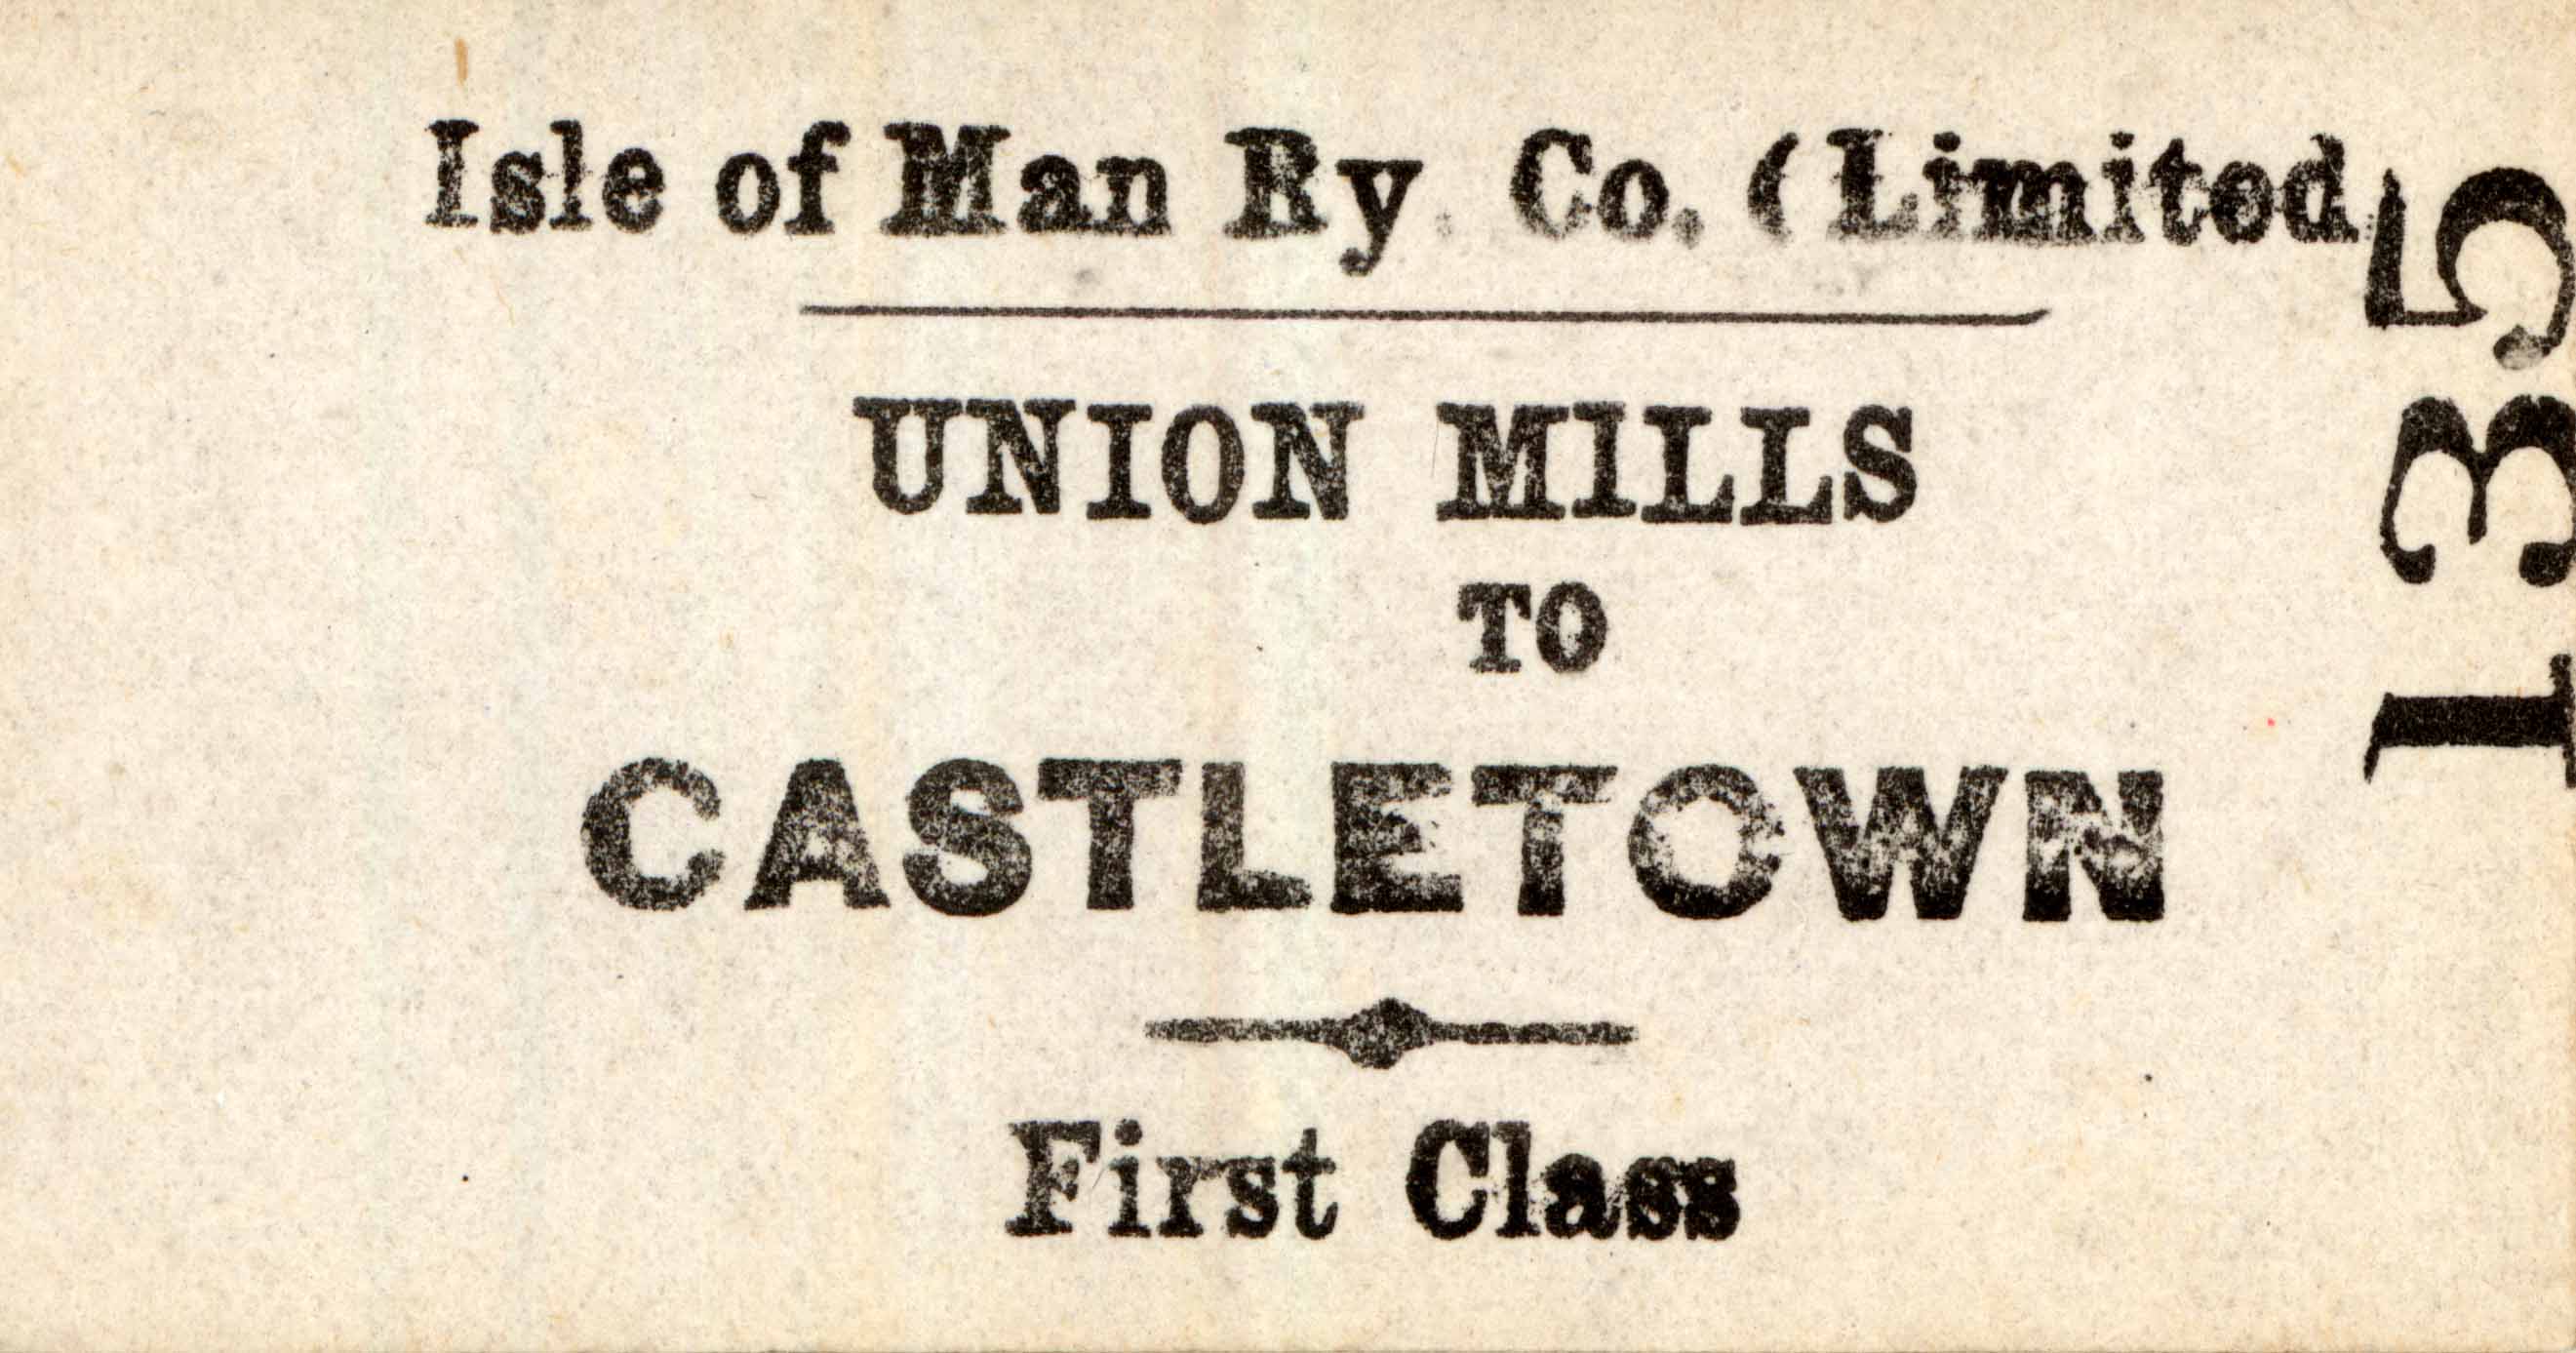 Isle of Man Ry. Co. (Limited
UNION MILLS
TO
CASTLETOWN
First Class
135